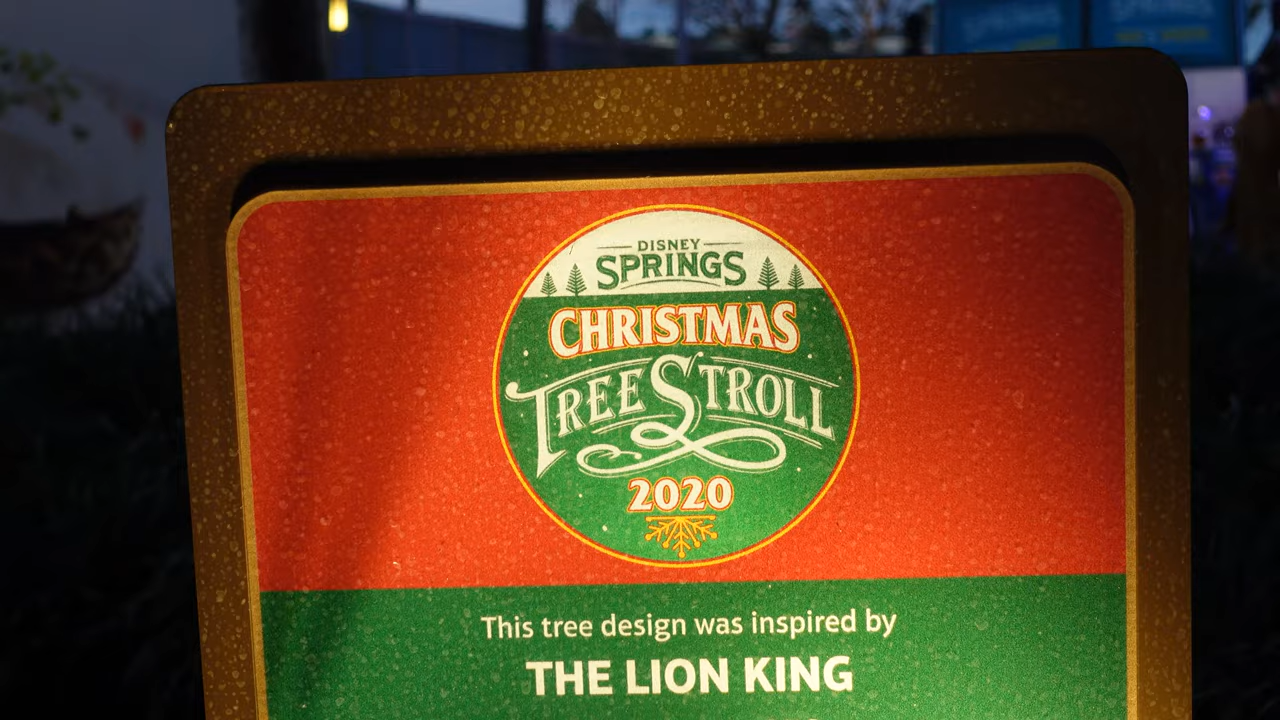 DISNEY
SPRINGS
CHRISTMAS
TREE STROLL
2020
This tree design was inspired by
THE LION KING